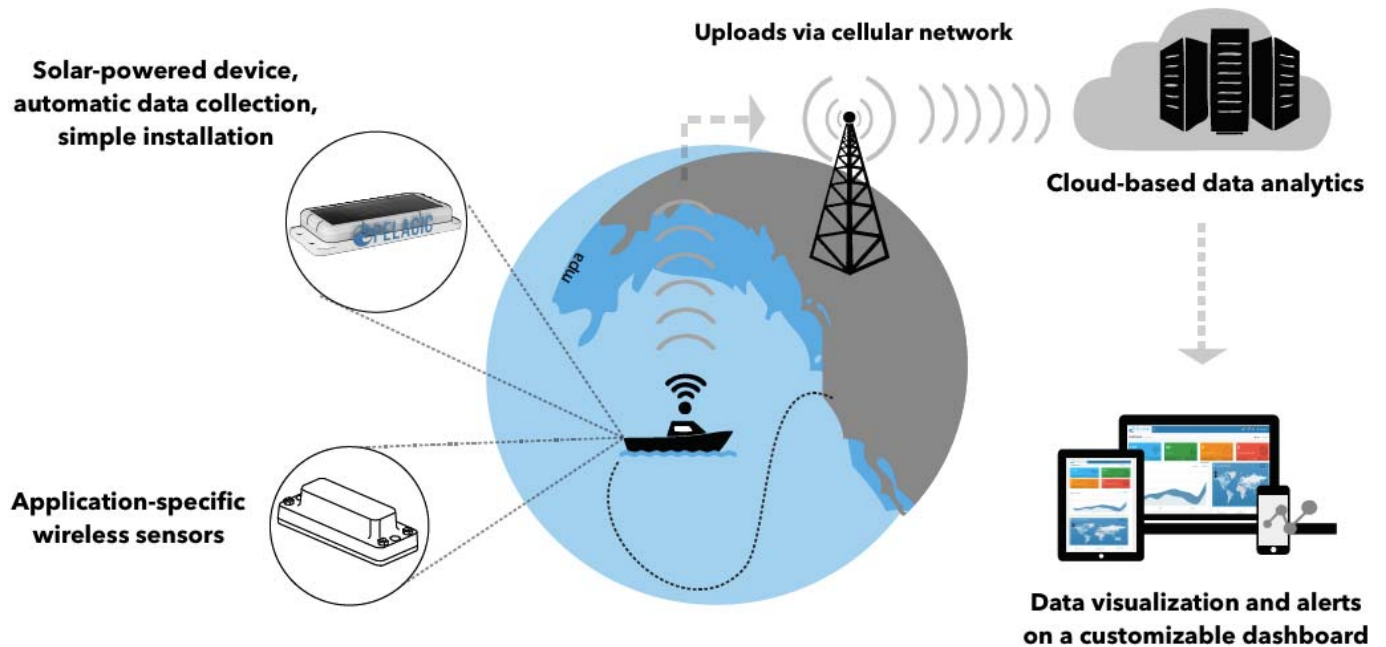 Uploads via cellular network
Solar-powered device,
automatic data collection,
simple installation
PELAGIC
mpa
Cloud-based data analytics
Application-specific
wireless sensors
Data visualization and alerts
on a customizable dashboard